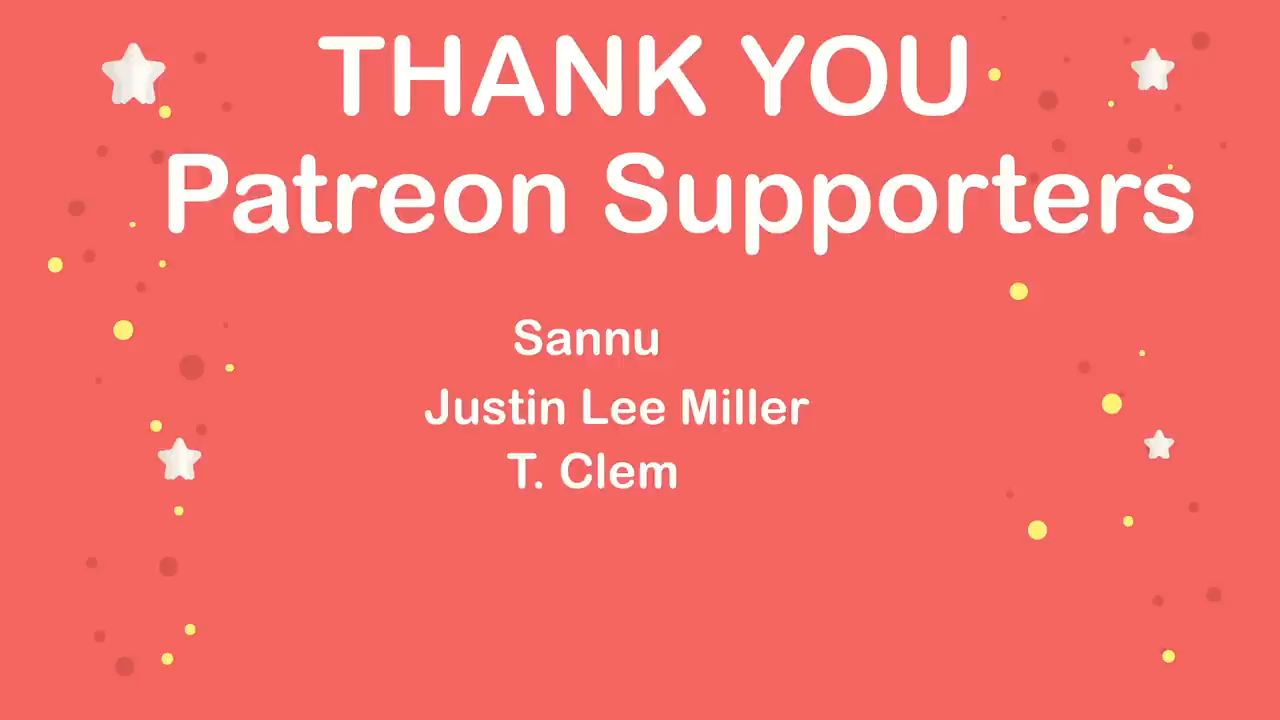 THANK YOU
Patreon Supporters
Sannu
Justin Lee Miller
T. Clem